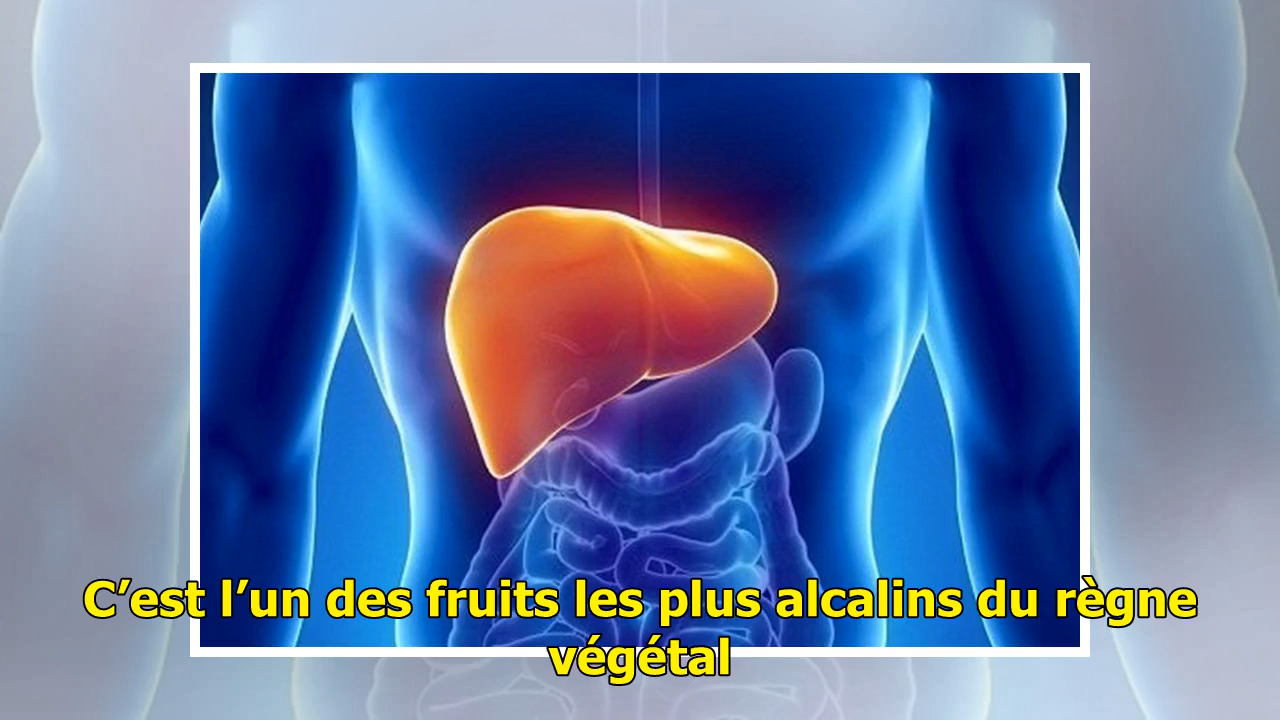 C’est l’un des fruits les plus alcalins du règne
végétal